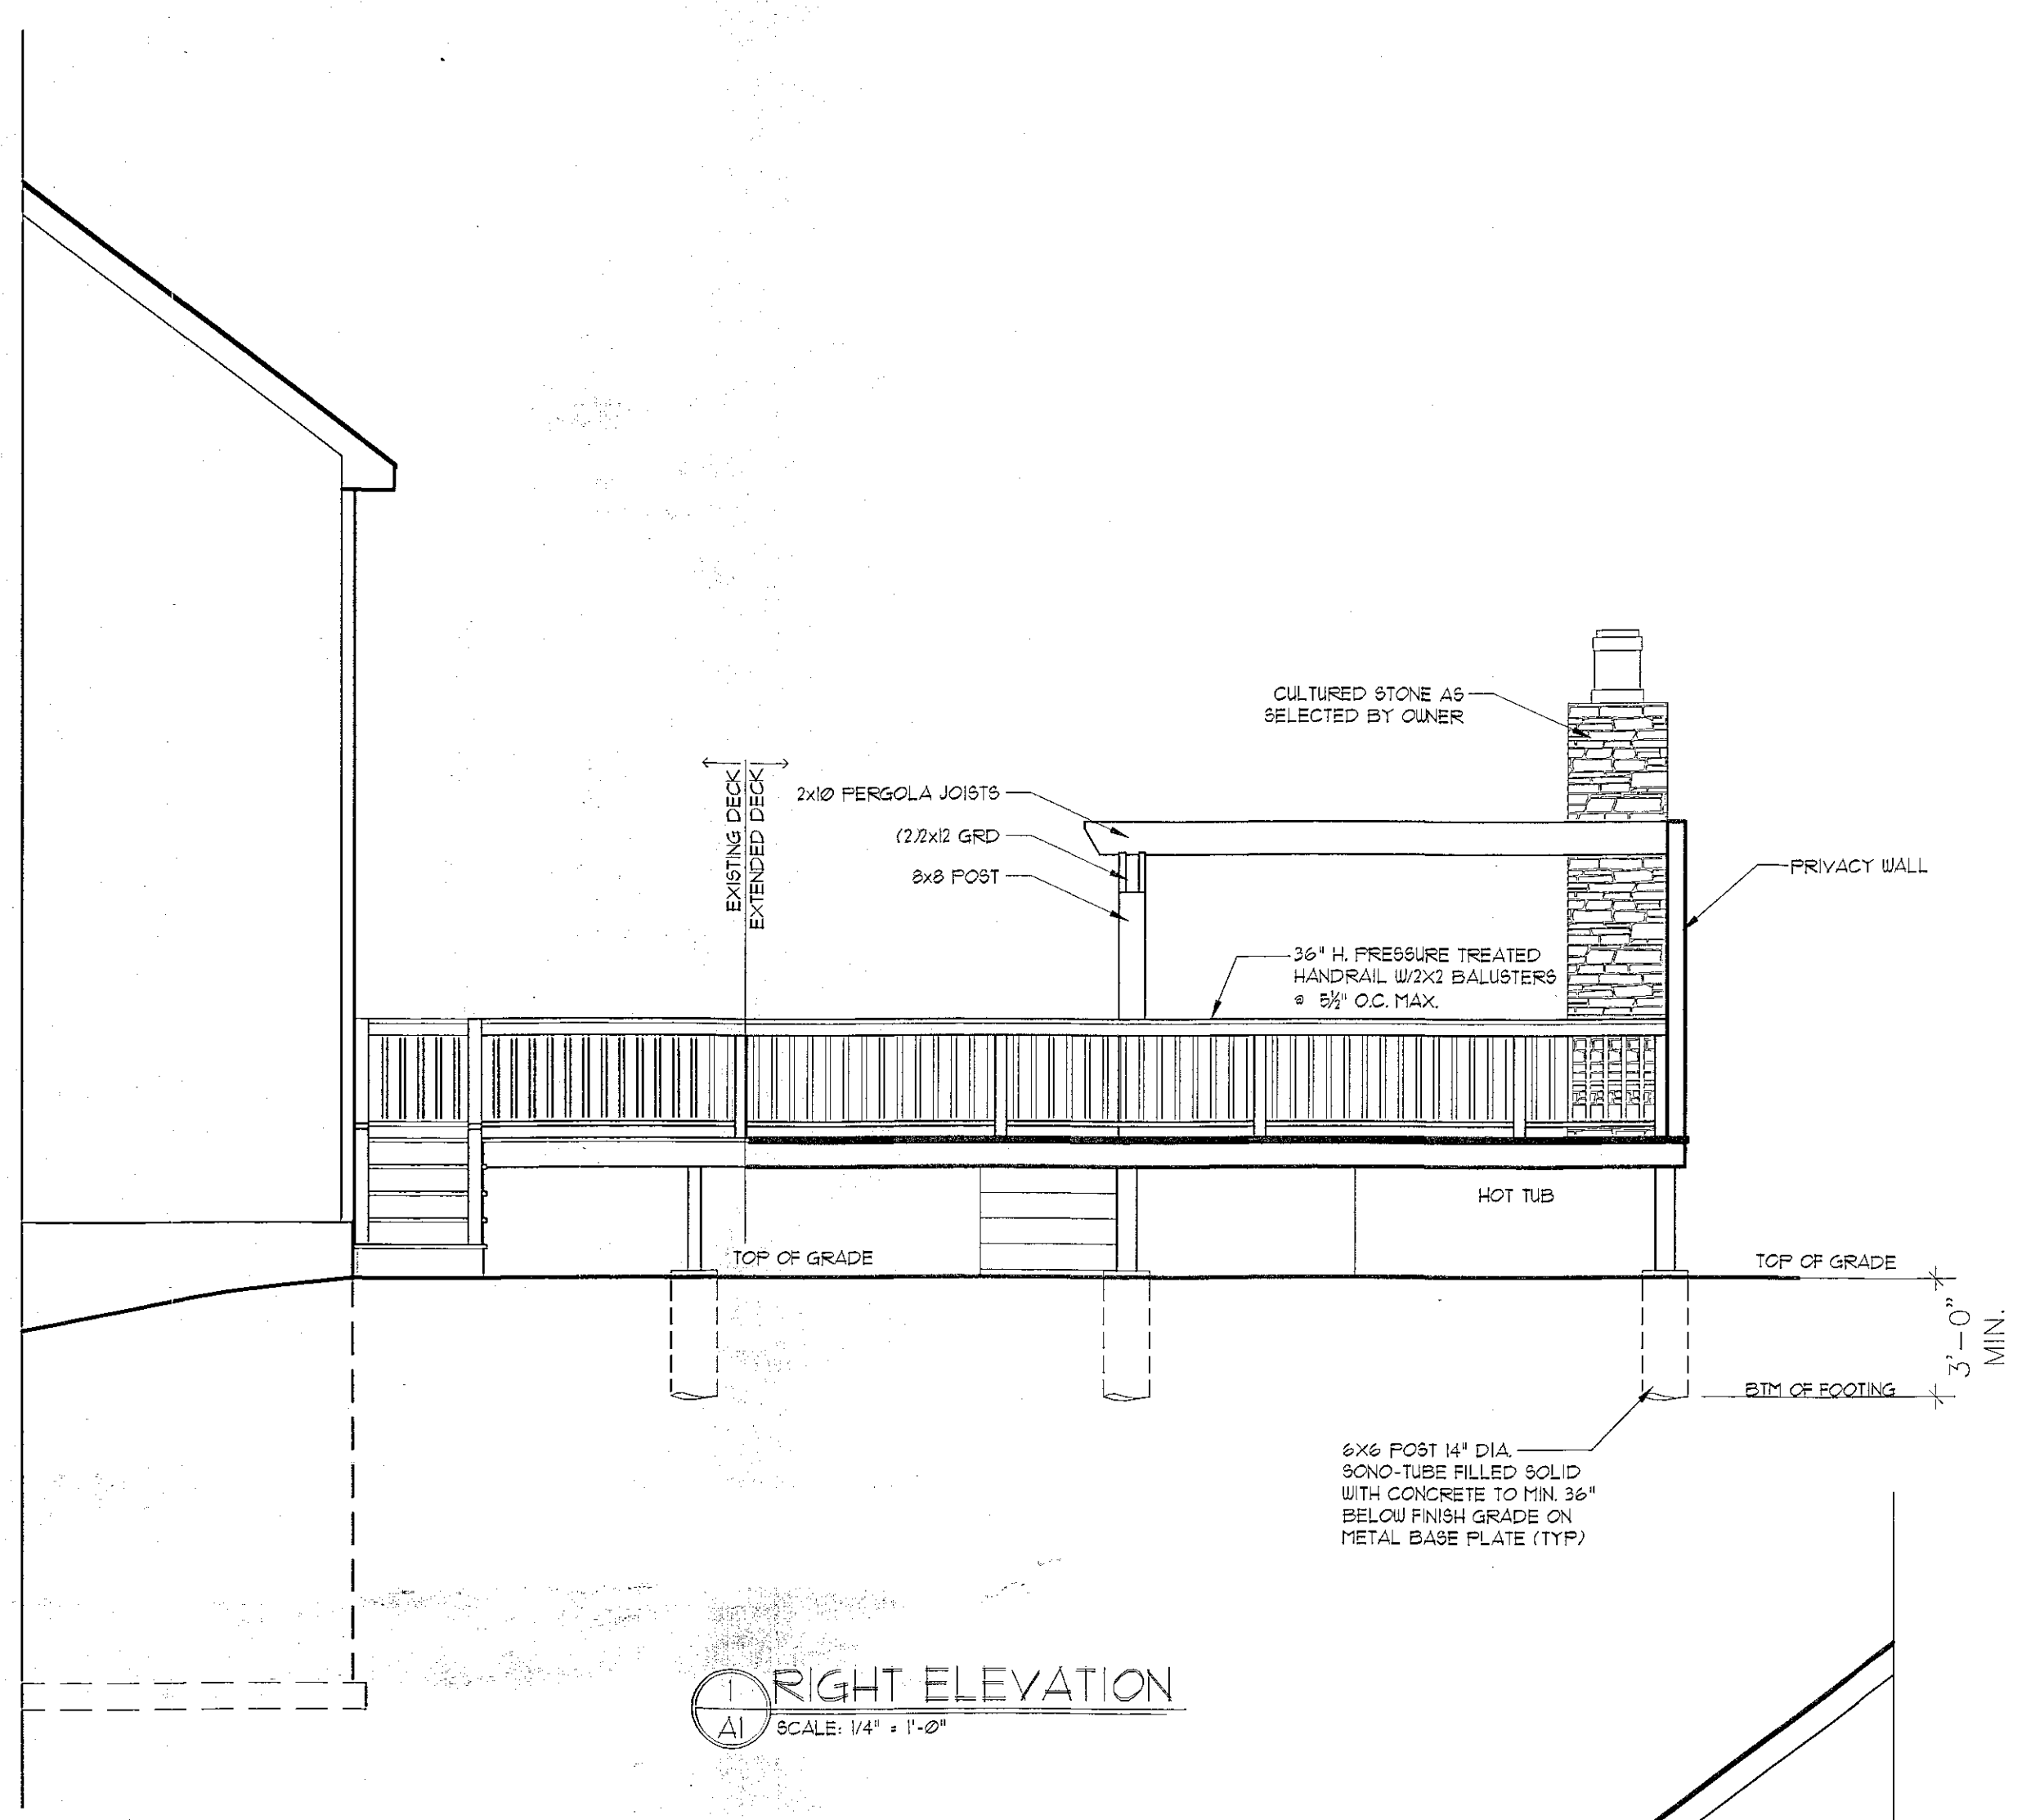 CULTURED STONE AS
SELECTED BY OWNER
EXISTING DECK
EXTENDED DECK
2x10 PERGOLA JOISTS
(2)2x12 GRD
8x8 POST
PRIVACY WALL
36" H. PRESSURE TREATED
HANDRAIL W/2X2 BALUSTERS
@ 5½" O.C. MAX.
HOT TUB
TOP OF GRADE
TOP OF GRADE
3'-0"
MIN.
BTM OF FOOTING
6X6 POST 14" DIA.
SONO-TUBE FILLED SOLID
WITH CONCRETE TO MIN. 36"
BELOW FINISH GRADE ON
METAL BASE PLATE (TYP)
1
A1
RIGHT ELEVATION
SCALE: 1/4" = 1'-0"